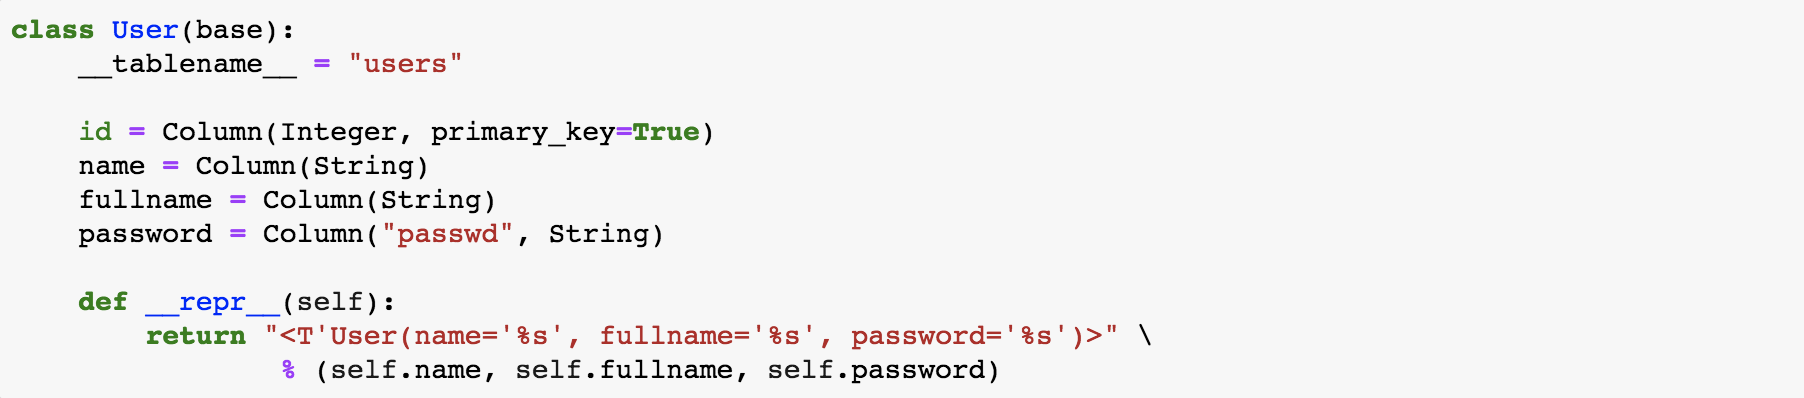 class User(base):
    __tablename__ = "users"

    id = Column(Integer, primary_key=True)
    name = Column(String)
    fullname = Column(String)
    password = Column("passwd", String)

    def __repr__(self):
        return "<T'User(name='%s', fullname='%s', password='%s')>" \
                % (self.name, self.fullname, self.password)